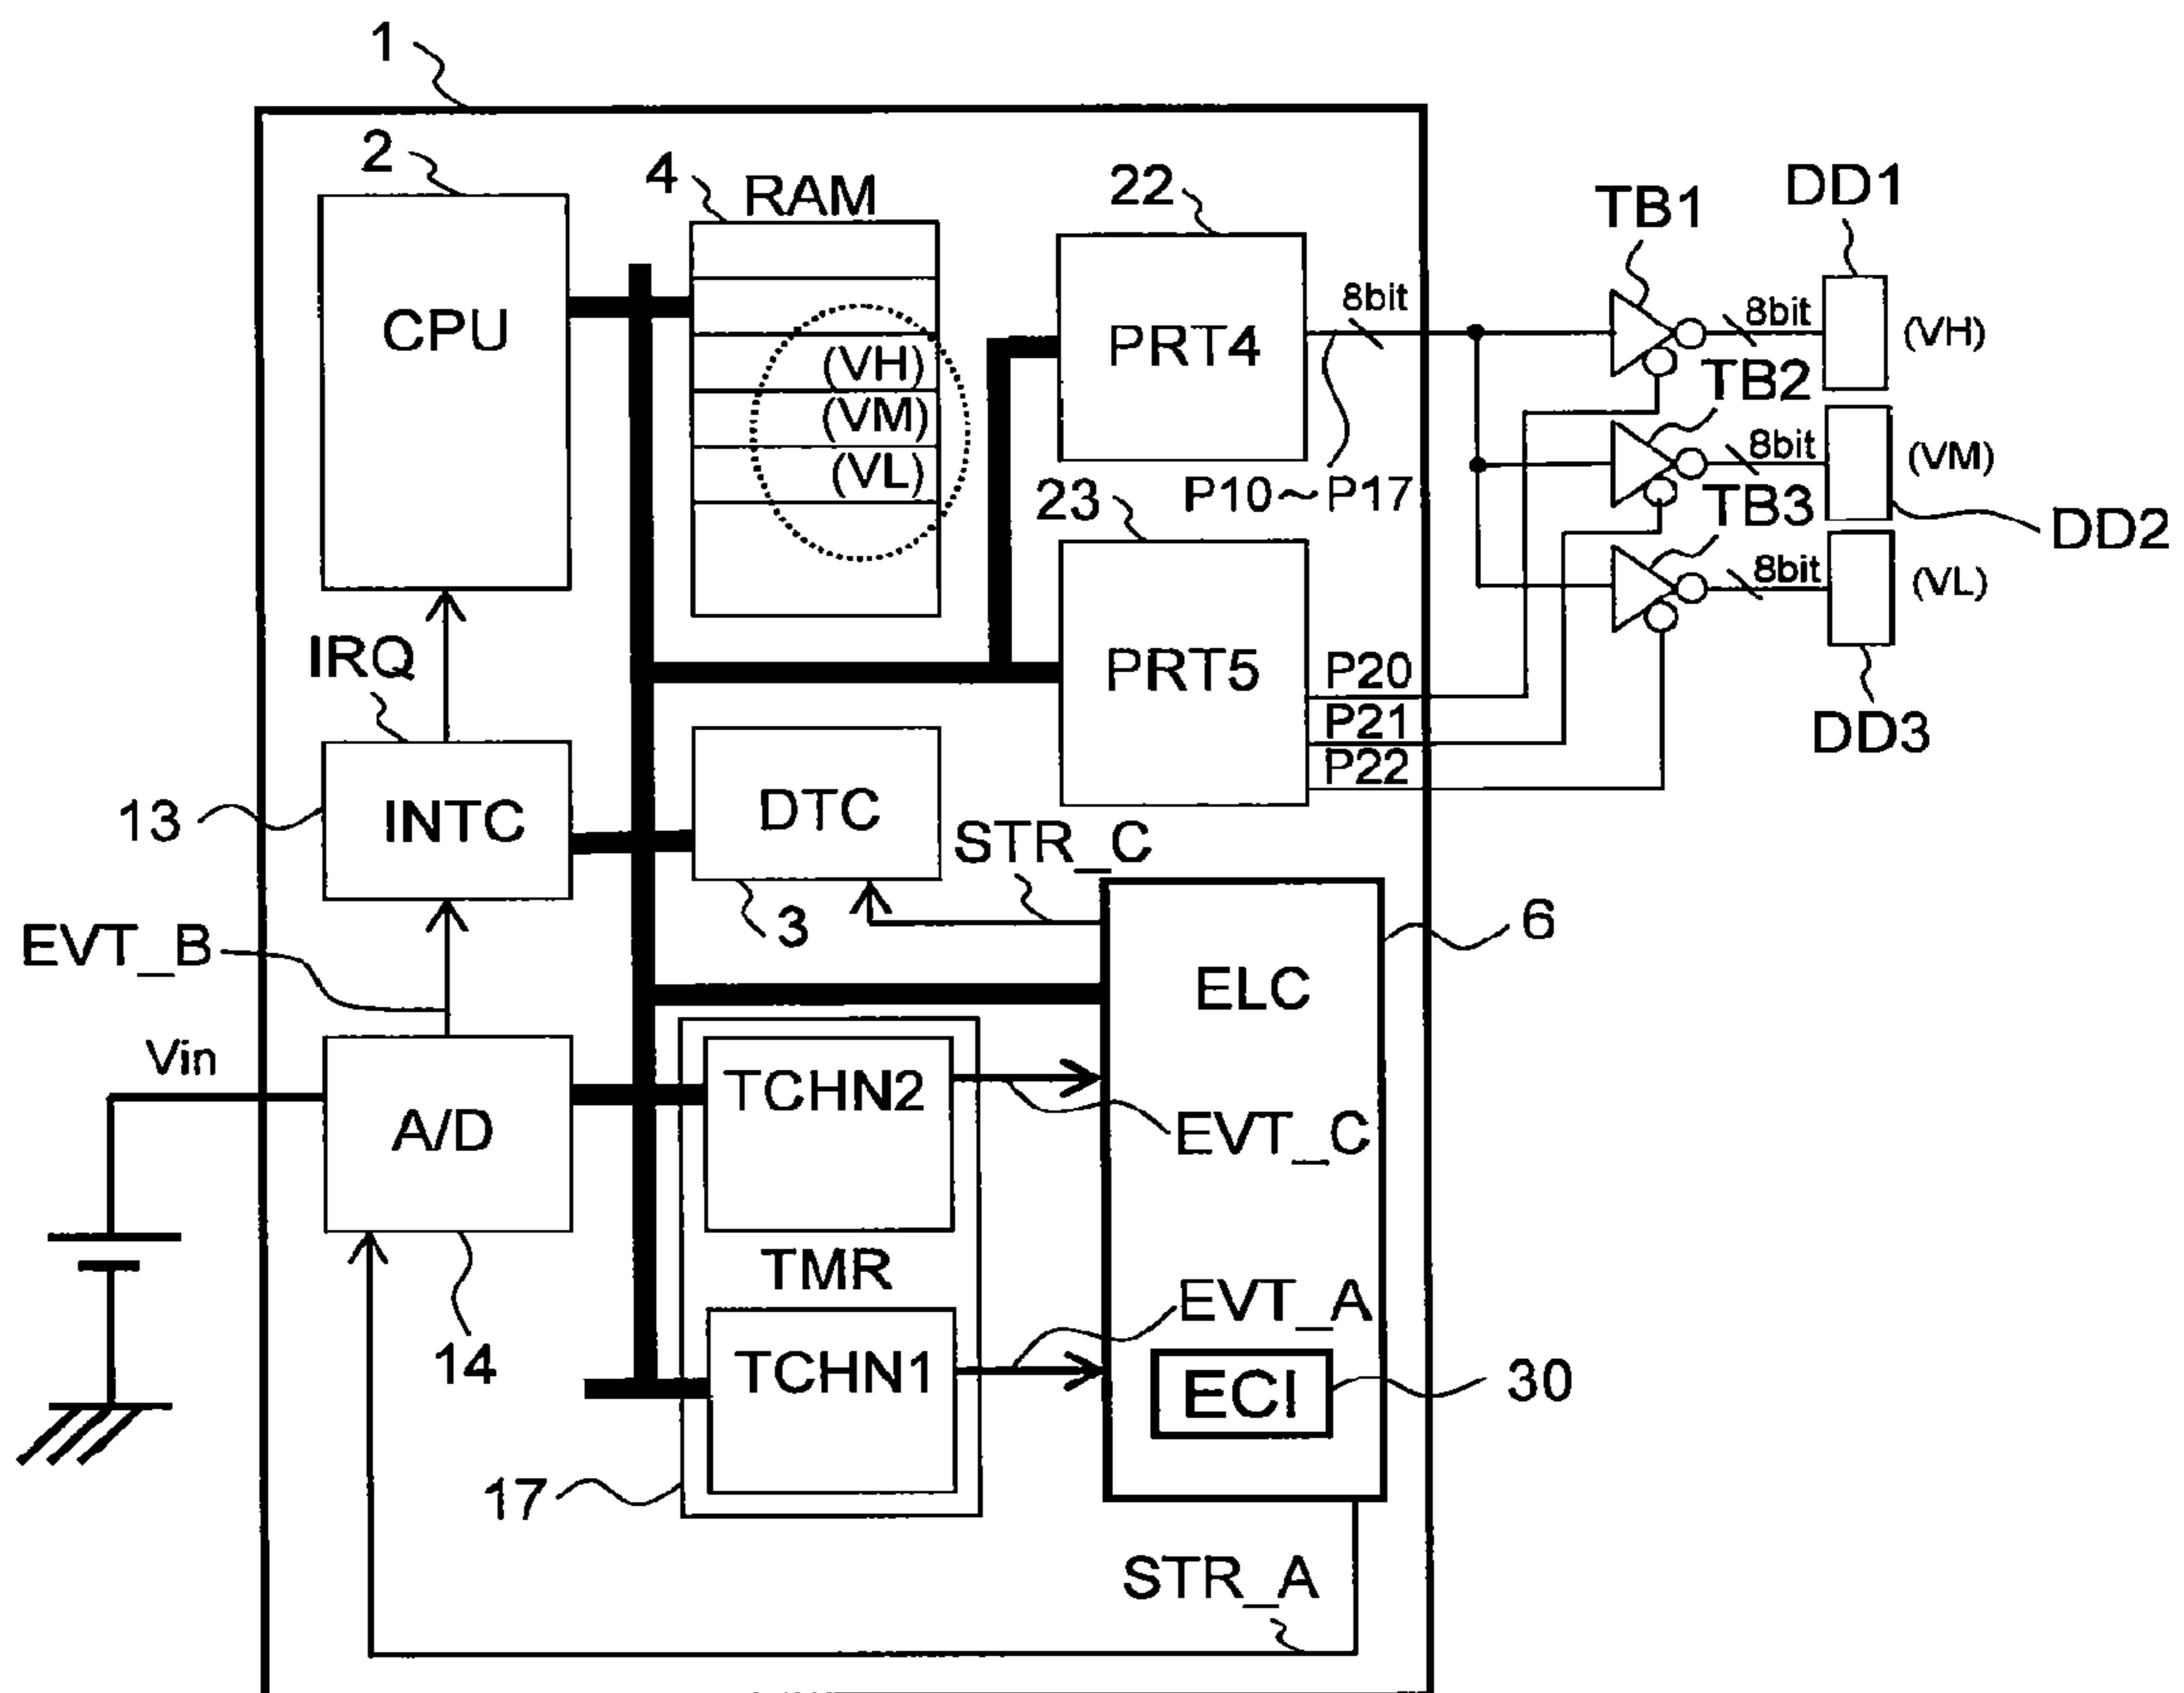 1
2
4
RAM
22
TB1
DD1
CPU
PRT4
8bit
8bit
(VH)
(VH)
TB2
(VM)
8bit
(VM)
(VL)
P10～P17
TB3
DD2
23
8bit
(VL)
IRQ
PRT5
P20
P21
P22
DD3
13
INTC
DTC
STR_C
3
6
EVT_B
ELC
Vin
A/D
TCHN2
EVT_C
TMR
EVT_A
14
TCHN1
ECI
30
17
STR_A